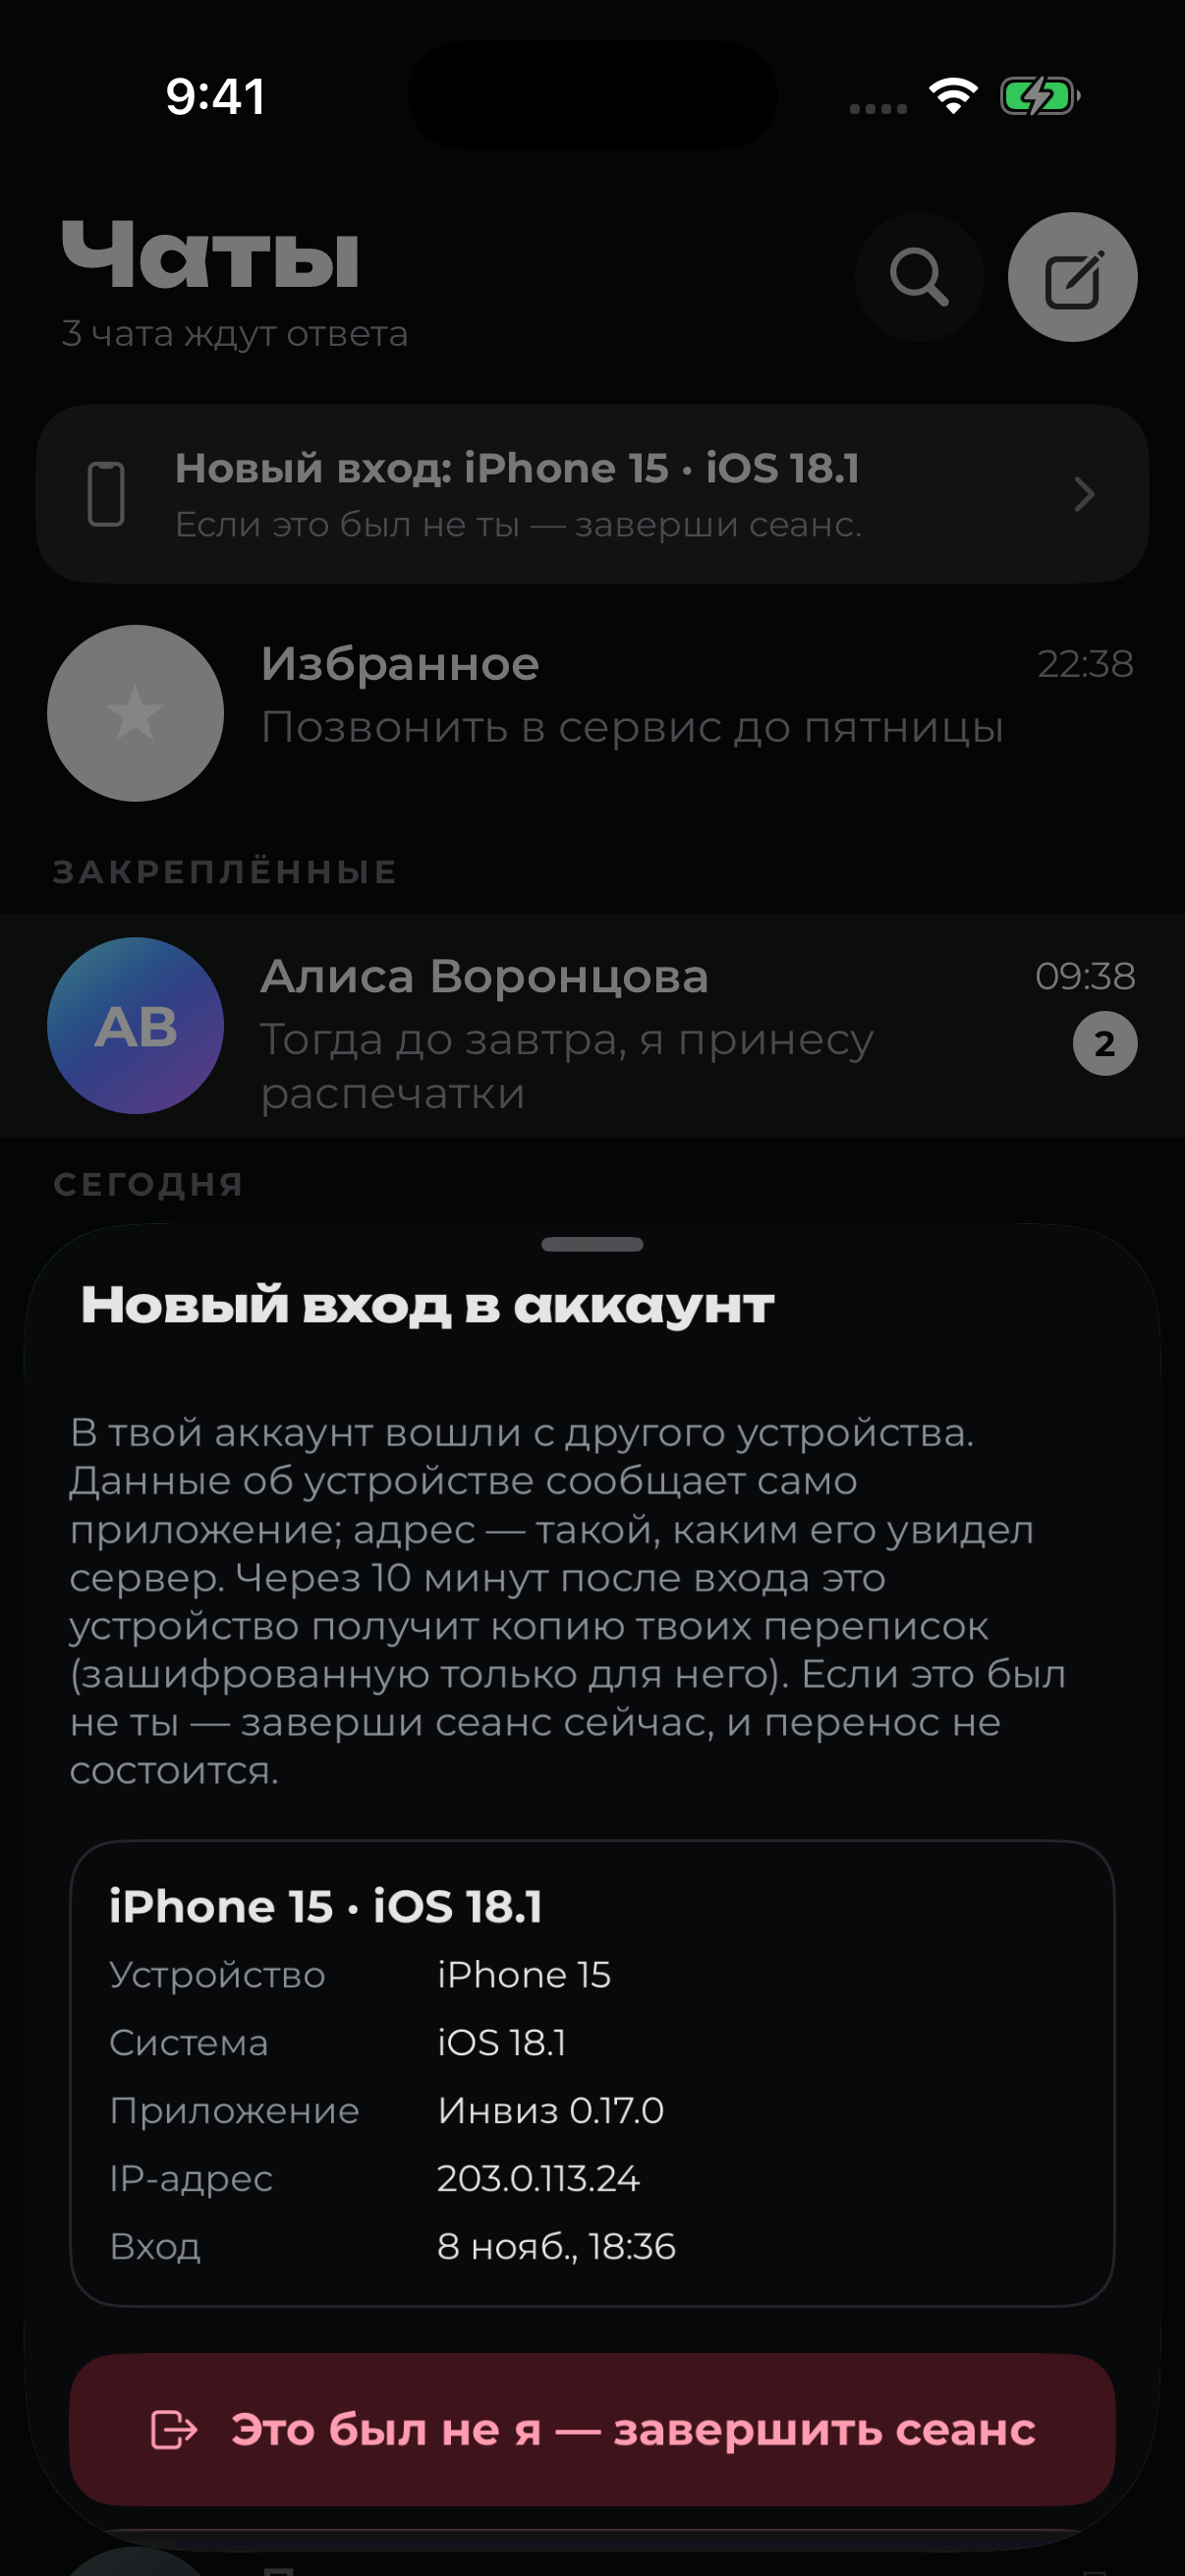 9:41
Чаты
3 чата ждут ответа
Новый вход: iPhone 15 · iOS 18.1
Если это был не ты — заверши сеанс.
Избранное
22:38
Позвонить в сервис до пятницы
ЗАКРЕПЛЁННЫЕ
АВ
Алиса Воронцова
09:38
Тогда до завтра, я принесу
2
распечатки
СЕГОДНЯ
Новый вход в аккаунт
В твой аккаунт вошли с другого устройства.
Данные об устройстве сообщает само
приложение; адрес — такой, каким его увидел
сервер. Через 10 минут после входа это
устройство получит копию твоих переписок
(зашифрованную только для него). Если это был
не ты — заверши сеанс сейчас, и перенос не
состоится.
iPhone 15 · iOS 18.1
Устройство iPhone 15
Система iOS 18.1
Приложение Инвиз 0.17.0
IP-адрес 203.0.113.24
Вход 8 нояб., 18:36
Это был не я — завершить сеанс